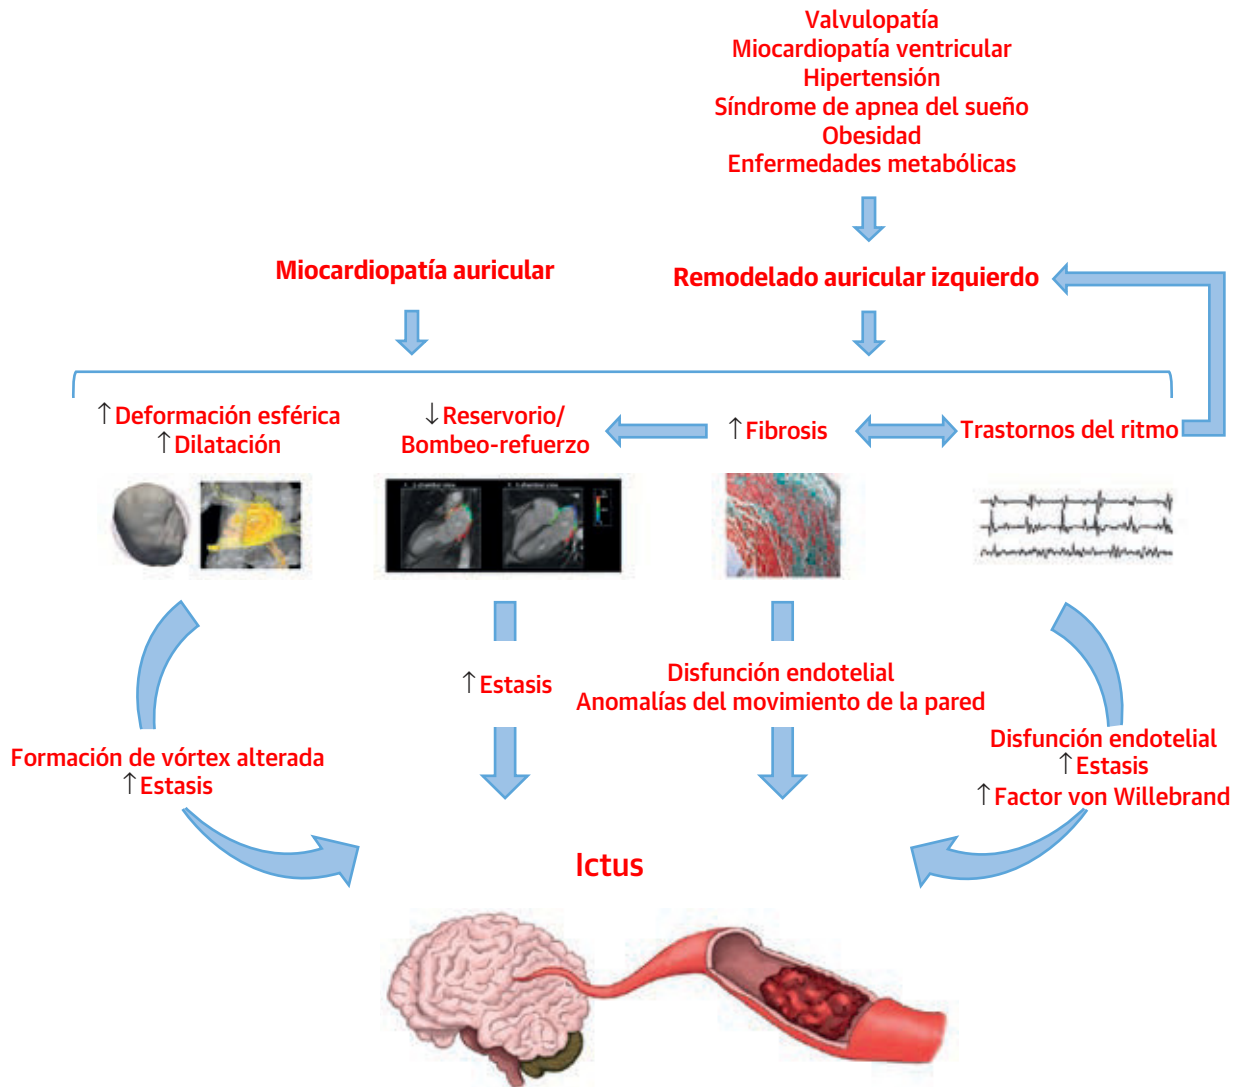 Valvulopatía
Miocardiopatía ventricular
Hipertensión
Síndrome de apnea del sueño
Obesidad
Enfermedades metabólicas
Miocardiopatía auricular
Remodelado auricular izquierdo
↑Deformación esférica
↑Dilatación
↓Reservorio/
Bombeo-refuerzo
↑Fibrosis
Trastornos del ritmo
↑Estasis
Disfunción endotelial
Anomalías del movimiento de la pared
Formación de vórtex alterada
↑Estasis
Disfunción endotelial
↑Estasis
↑Factor von Willebrand
Ictus